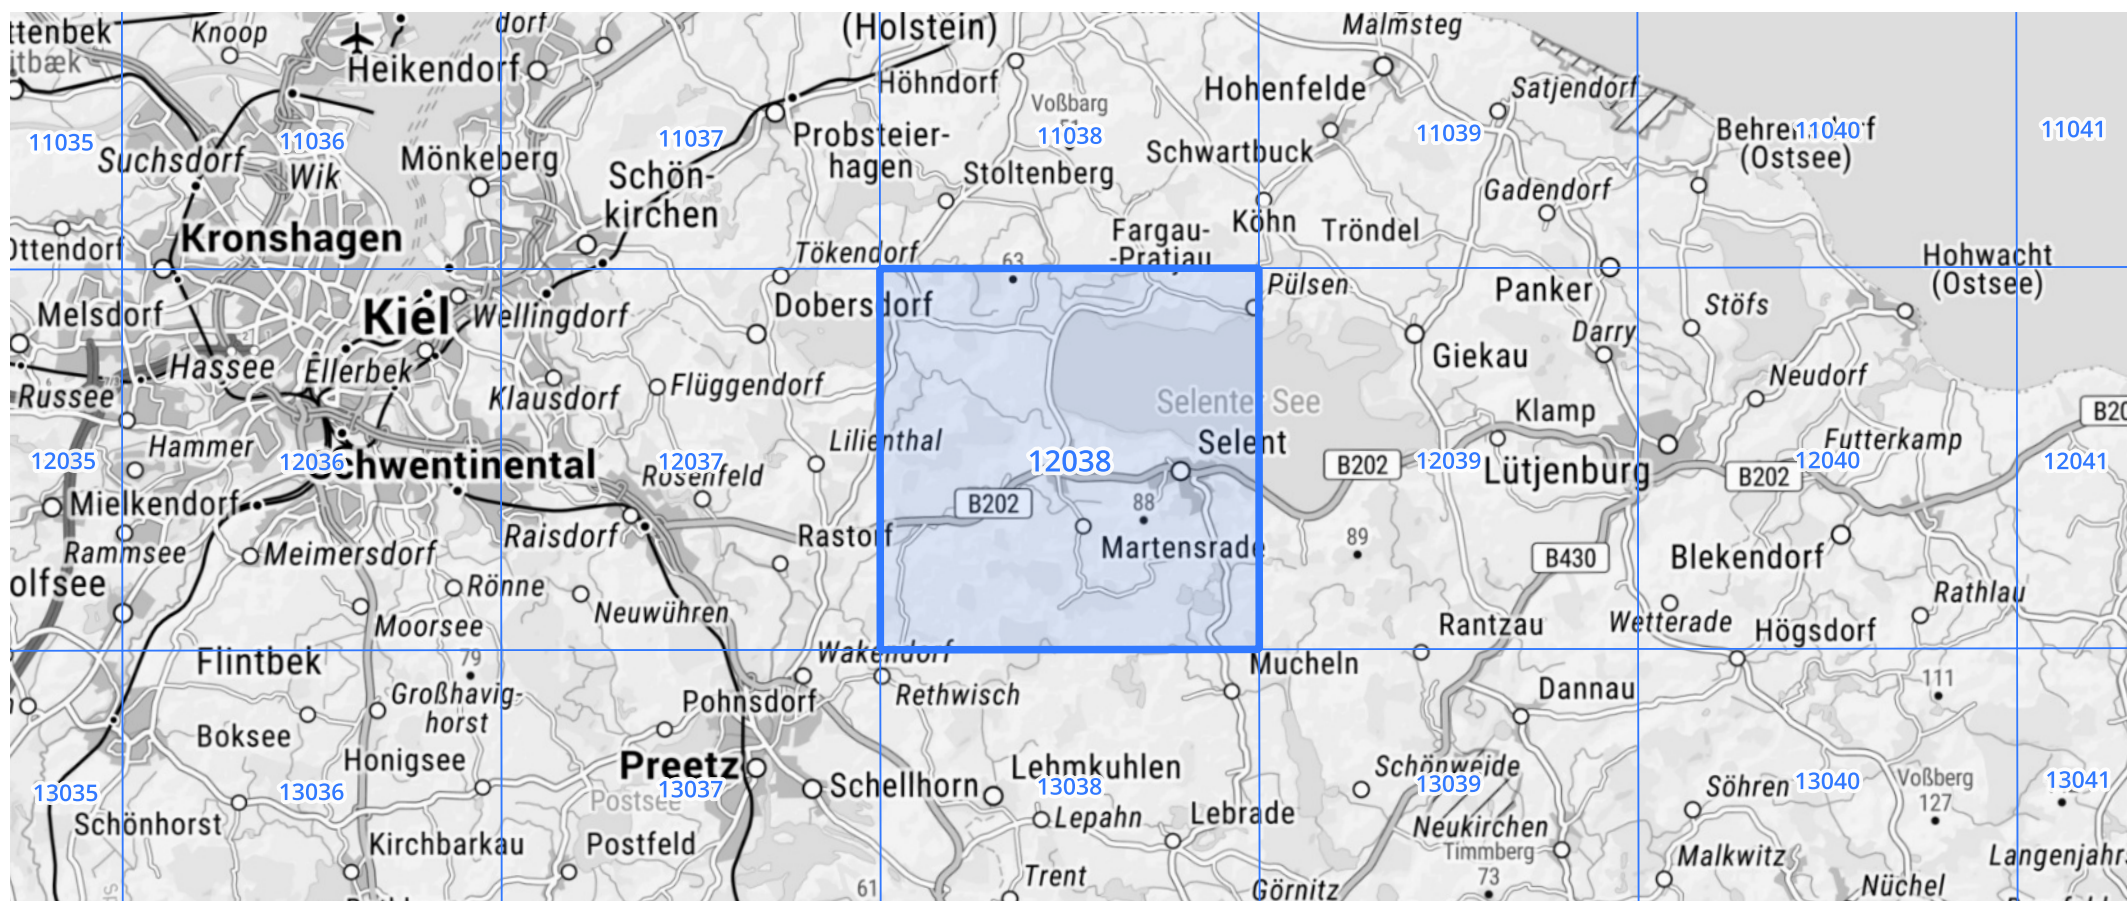 Knoop
dorf
(Holstein)
Malmsteg
Heikendorf
Höhndorf
Hohenfelde
Satjendorf
Voßbarg
11035
11036
11037
11038
11039
11040
11041
Suchsdorf
Wik
Mönkeberg
Schön-
kirchen
Probsteier-
hagen
Stoltenberg
Schwartbuck
Gadendorf
(Ostsee)
Kronshagen
Tökendorf
Fargau-
-Pratjau
Köhn
Tröndel
Hohwacht
(Ostsee)
63
Melsdorf
Kiel
Wellingdorf
Dobersdorf
Pülsen
Panker
Stöfs
Darry
Hassee
Ellerbek
Giekau
Russee
Klausdorf
Flüggendorf
Selenter See
Klamp
Neudorf
Hammer
Lilienthal
Selent
Futterkamp
12035
12036
12037
12038
12039
12040
12041
Rosenfeld
B202
Lütjenburg
B202
Mielkendorf
B202
88
Rammsee
Meimersdorf
Raisdorf
Rastorf
Martensrade
89
B430
Blekendorf
Rönne
Neuwühren
Rathlau
Moorsee
Rantzau
Wetterade
Högsdorf
Flintbek
79
Wakendorf
Mucheln
Großhavig-
horst
Pohnsdorf
Rethwisch
Dannau
111
Boksee
Honigsee
Preetz
Lehmkuhlen
Schönweide
Voßberg
127
13035
13036
13037
13038
13039
13040
13041
Postsee
Schellhorn
Söhren
Schönhorst
Lepahn
Lebrade
Neukirchen
Timmberg
73
Kirchbarkau
Postfeld
Malkwitz
61
Trent
Görnitz
Nüchel